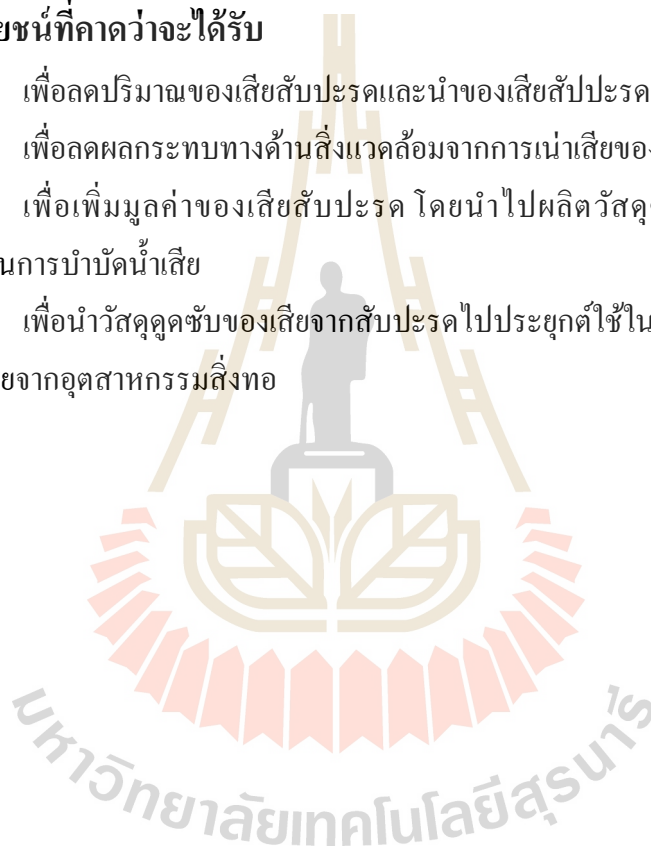 ยชน์ที่คาดว่าจะได้รับ
เพื่อลดปริมาณของเสียสับปะรดและนำของเสียสัปปะรด
เพื่อลดผลกระทบทางด้านสิ่งแวดล้อมจากการเน่าเสียของ
เพื่อเพิ่มมูลค่าของเสียสับปะรด โดยนำไปผลิตวัสดุ
นการบำบัดน้ำเสีย
เพื่อนำวัสดุดูดซับของเสียจากสับปะรดไปประยุกต์ใช้ใน
ยจากอุตสาหกรรมสิ่งทอ
มหาวิทยาลัยเทคโนโลยีสุรนารี